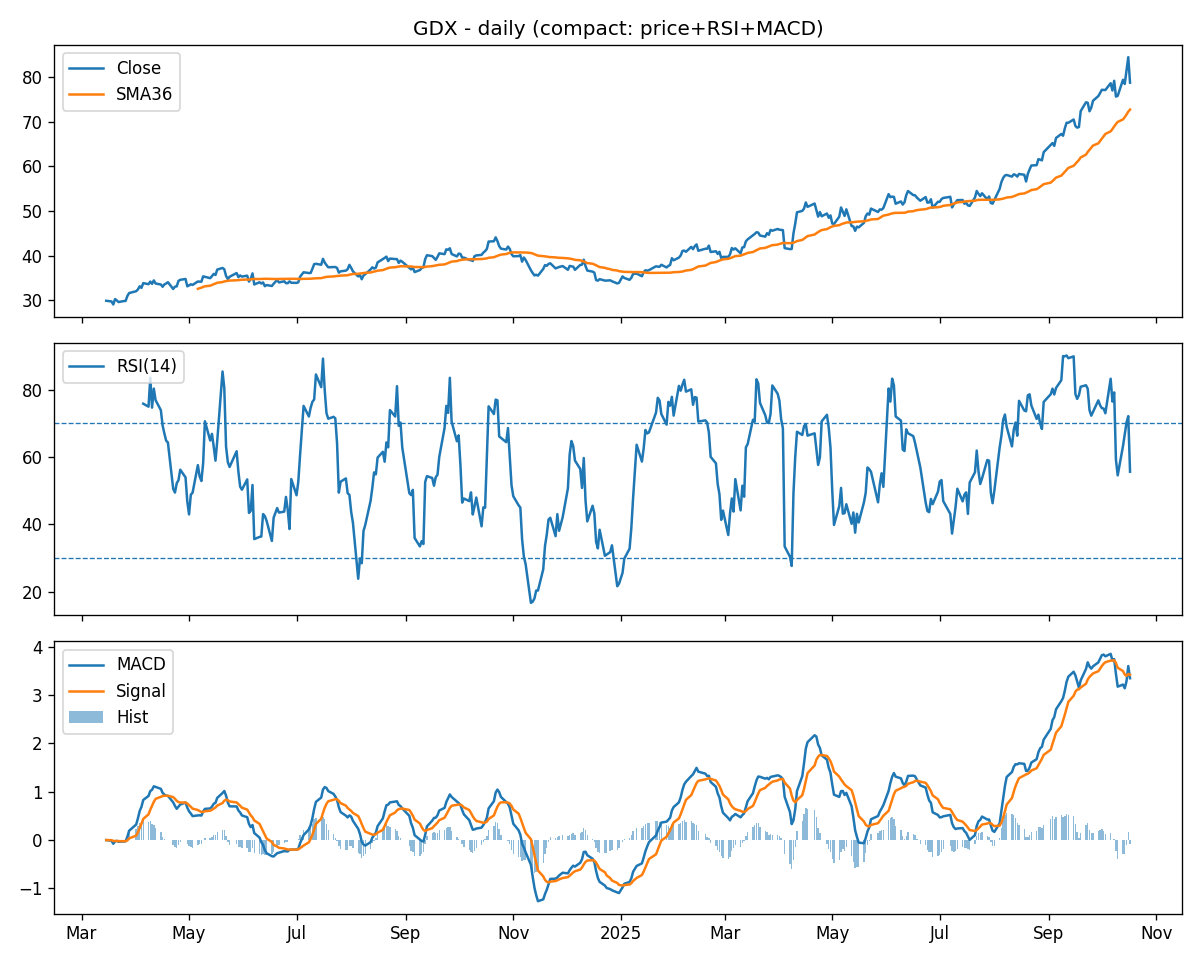 GDX - daily (compact: price+RSI+MACD)
Close
SMA36
80
70
60
50
40
30
RSI(14)
80
60
40
20
MACD
Signal
Hist
4
3
2
1
0
−1
Mar May Jul Sep Nov 2025 Mar May Jul Sep Nov